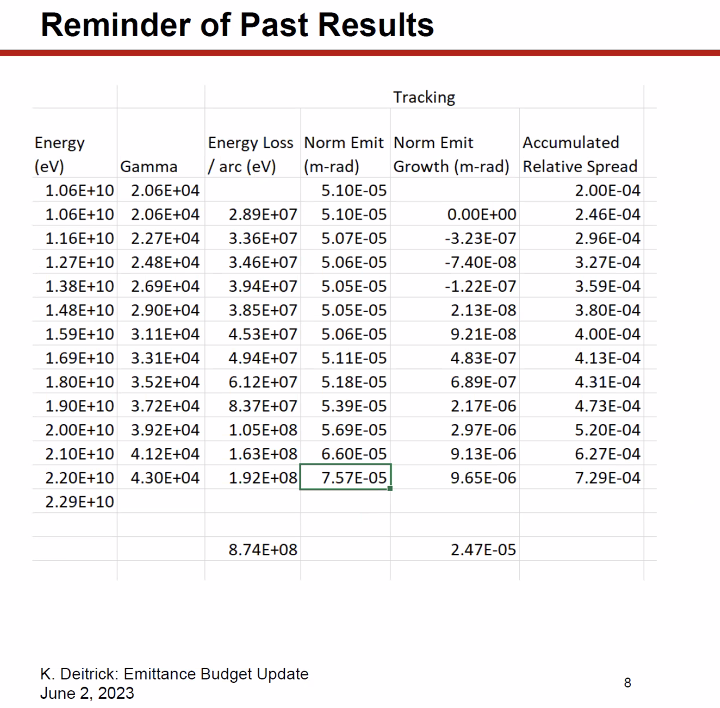 Reminder of Past Results
Tracking
Energy (eV) Gamma Energy Loss / arc (eV) Norm Emit (m-rad) Norm Emit Growth (m-rad) Accumulated Relative Spread
1.06E+10 2.06E+04 5.10E-05 2.00E-04
1.06E+10 2.06E+04 2.89E+07 5.10E-05 0.00E+00 2.46E-04
1.16E+10 2.27E+04 3.36E+07 5.07E-05 -3.23E-07 2.96E-04
1.27E+10 2.48E+04 3.46E+07 5.06E-05 -7.40E-08 3.27E-04
1.38E+10 2.69E+04 3.94E+07 5.05E-05 -1.22E-07 3.59E-04
1.48E+10 2.90E+04 3.85E+07 5.05E-05 2.13E-08 3.80E-04
1.59E+10 3.11E+04 4.53E+07 5.06E-05 9.21E-08 4.00E-04
1.69E+10 3.31E+04 4.94E+07 5.11E-05 4.83E-07 4.13E-04
1.80E+10 3.52E+04 6.12E+07 5.18E-05 6.89E-07 4.31E-04
1.90E+10 3.72E+04 8.37E+07 5.39E-05 2.17E-06 4.73E-04
2.00E+10 3.92E+04 1.05E+08 5.69E-05 2.97E-06 5.20E-04
2.10E+10 4.12E+04 1.63E+08 6.60E-05 9.13E-06 6.27E-04
2.20E+10 4.30E+04 1.92E+08 7.57E-05 9.65E-06 7.29E-04
2.29E+10
8.74E+08 2.47E-05
K. Deitrick: Emittance Budget Update
June 2, 2023
8